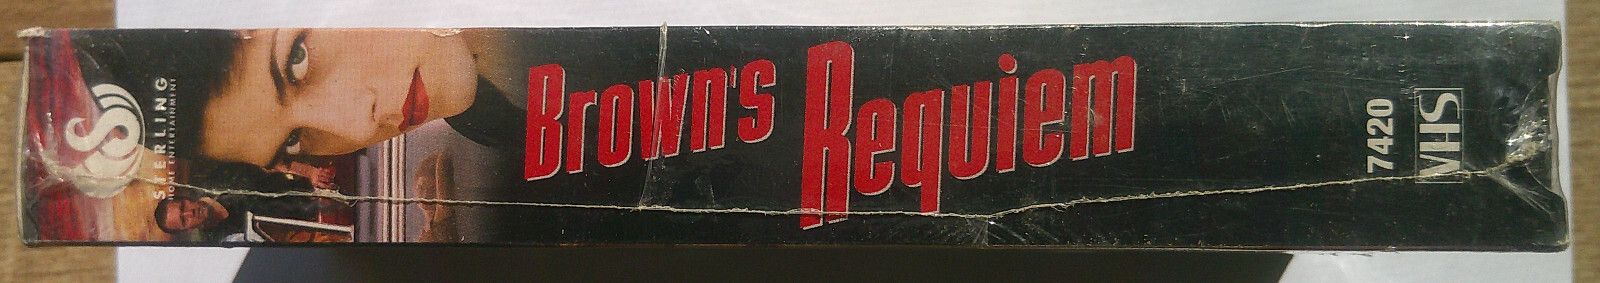 S
STERLING
HOME ENTERTAINMENT
Brown's Requiem
7420
VHS